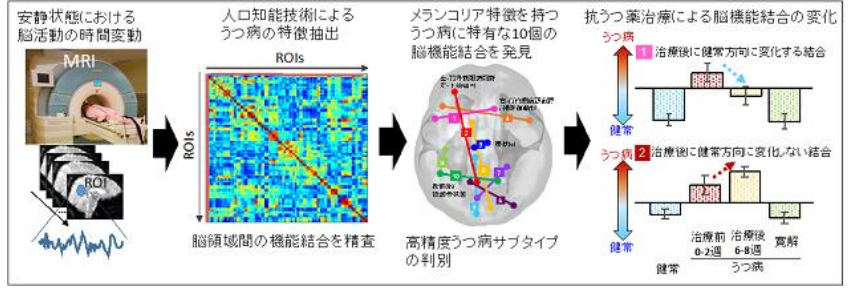 安静状態における
脳活動の時間変動
MRI
ROI
人口知能技術による
うつ病の特徴抽出
ROIs
ROIs
脳領域間の機能結合を精査
メランコリア特徴を持つ
うつ病に特有な10個の
脳機能結合を発見
1
2
3
10
7
高精度うつ病サブタイプ
の判別
抗うつ薬治療による脳機能結合の変化
うつ病
1 治療後に健常方向に変化する結合
健常
うつ病
2 治療後に健常方向に変化しない結合
健常
治療前
0-2週
治療後
6-8週
寛解
健常
うつ病